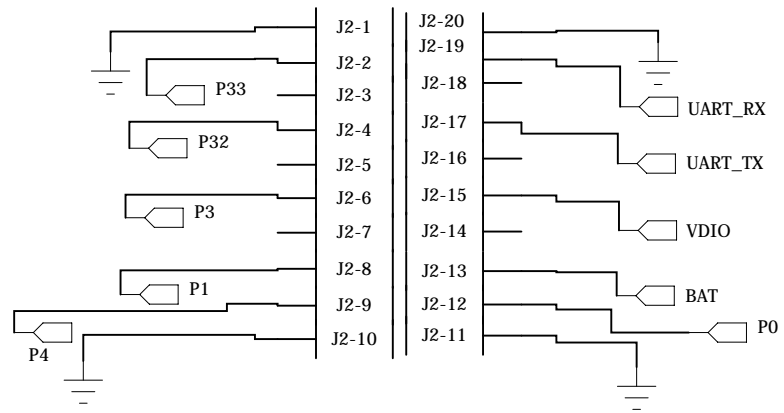 J2-1
J2-20
J2-19
J2-2
P33
J2-18
J2-3
UART_RX
J2-4
P32
J2-17
J2-5
J2-16
UART_TX
J2-6
P3
J2-15
J2-7
J2-14
VDIO
J2-8
P1
J2-13
BAT
J2-9
P4
J2-12
P0
J2-10
J2-11